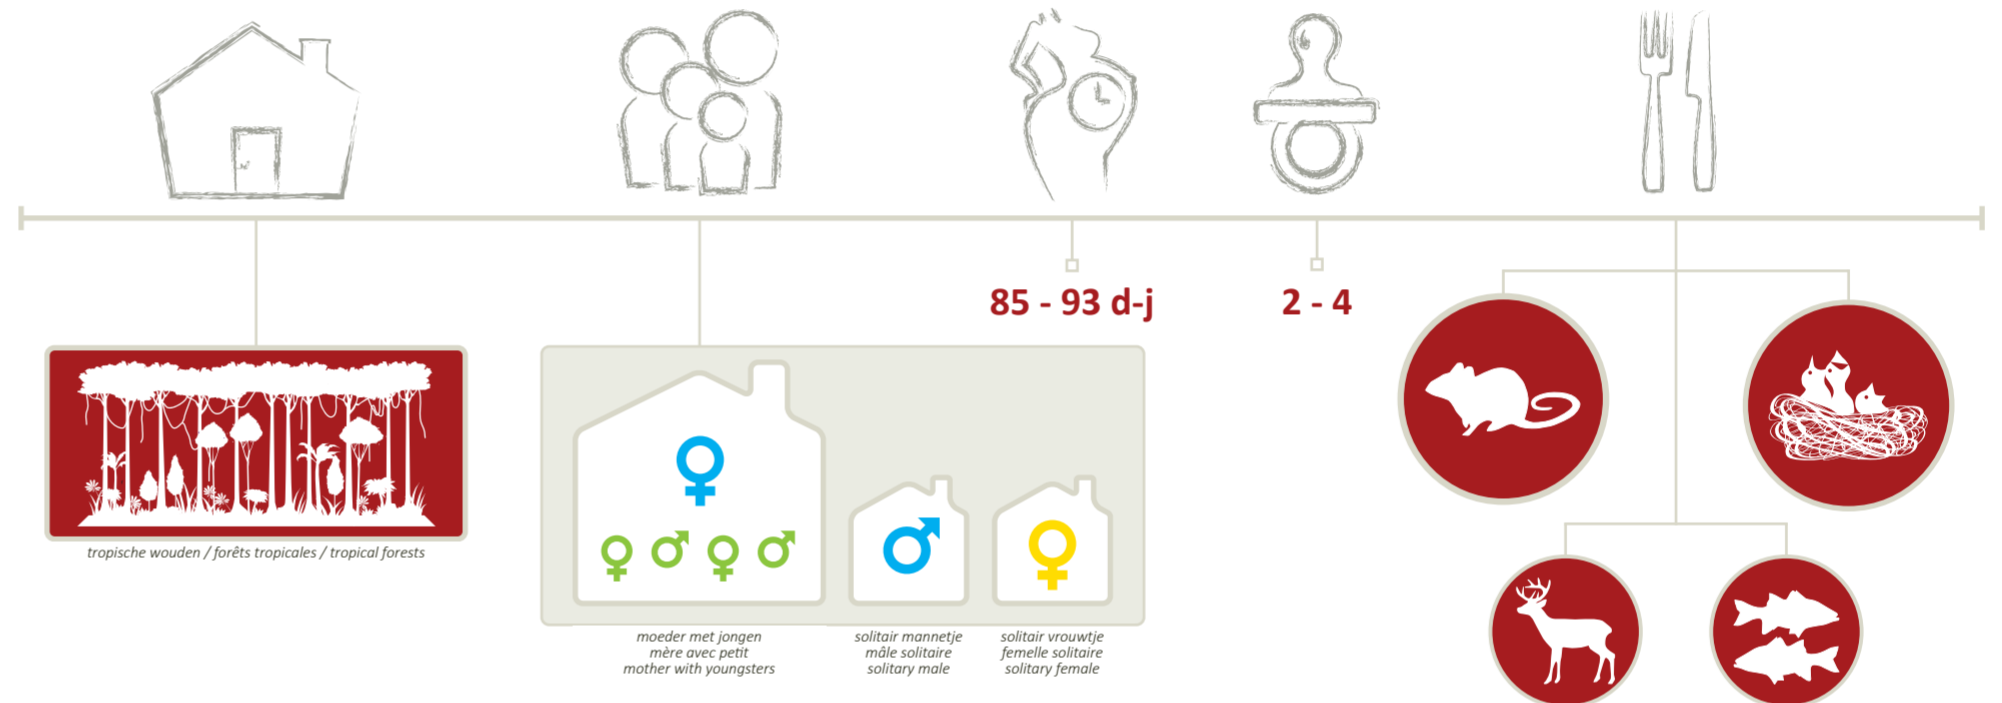 85 - 93 d-j
2 - 4
tropische wouden / forêts tropicales / tropical forests
moeder met jongen
mère avec petit
mother with youngsters
solitair mannetje
mâle solitaire
solitary male
solitair vrouwtje
femelle solitaire
solitary female